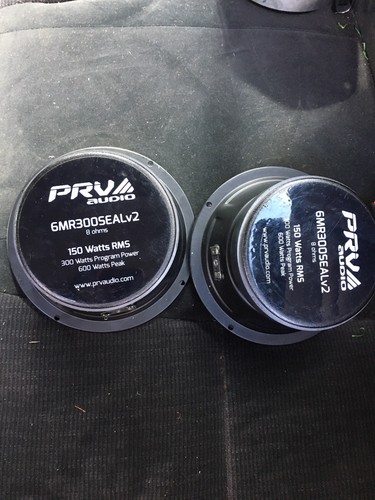 PRV
AUDIO
6MR300SEALv2
8 ohms
150 Watts RMS
300 Watts Program Power
600 Watts Peak
www.prvaudio.com
PRV
AUDIO
6MR300SEALv2
8 ohms
150 Watts RMS
300 Watts Program Power
600 Watts Peak
www.prvaudio.com